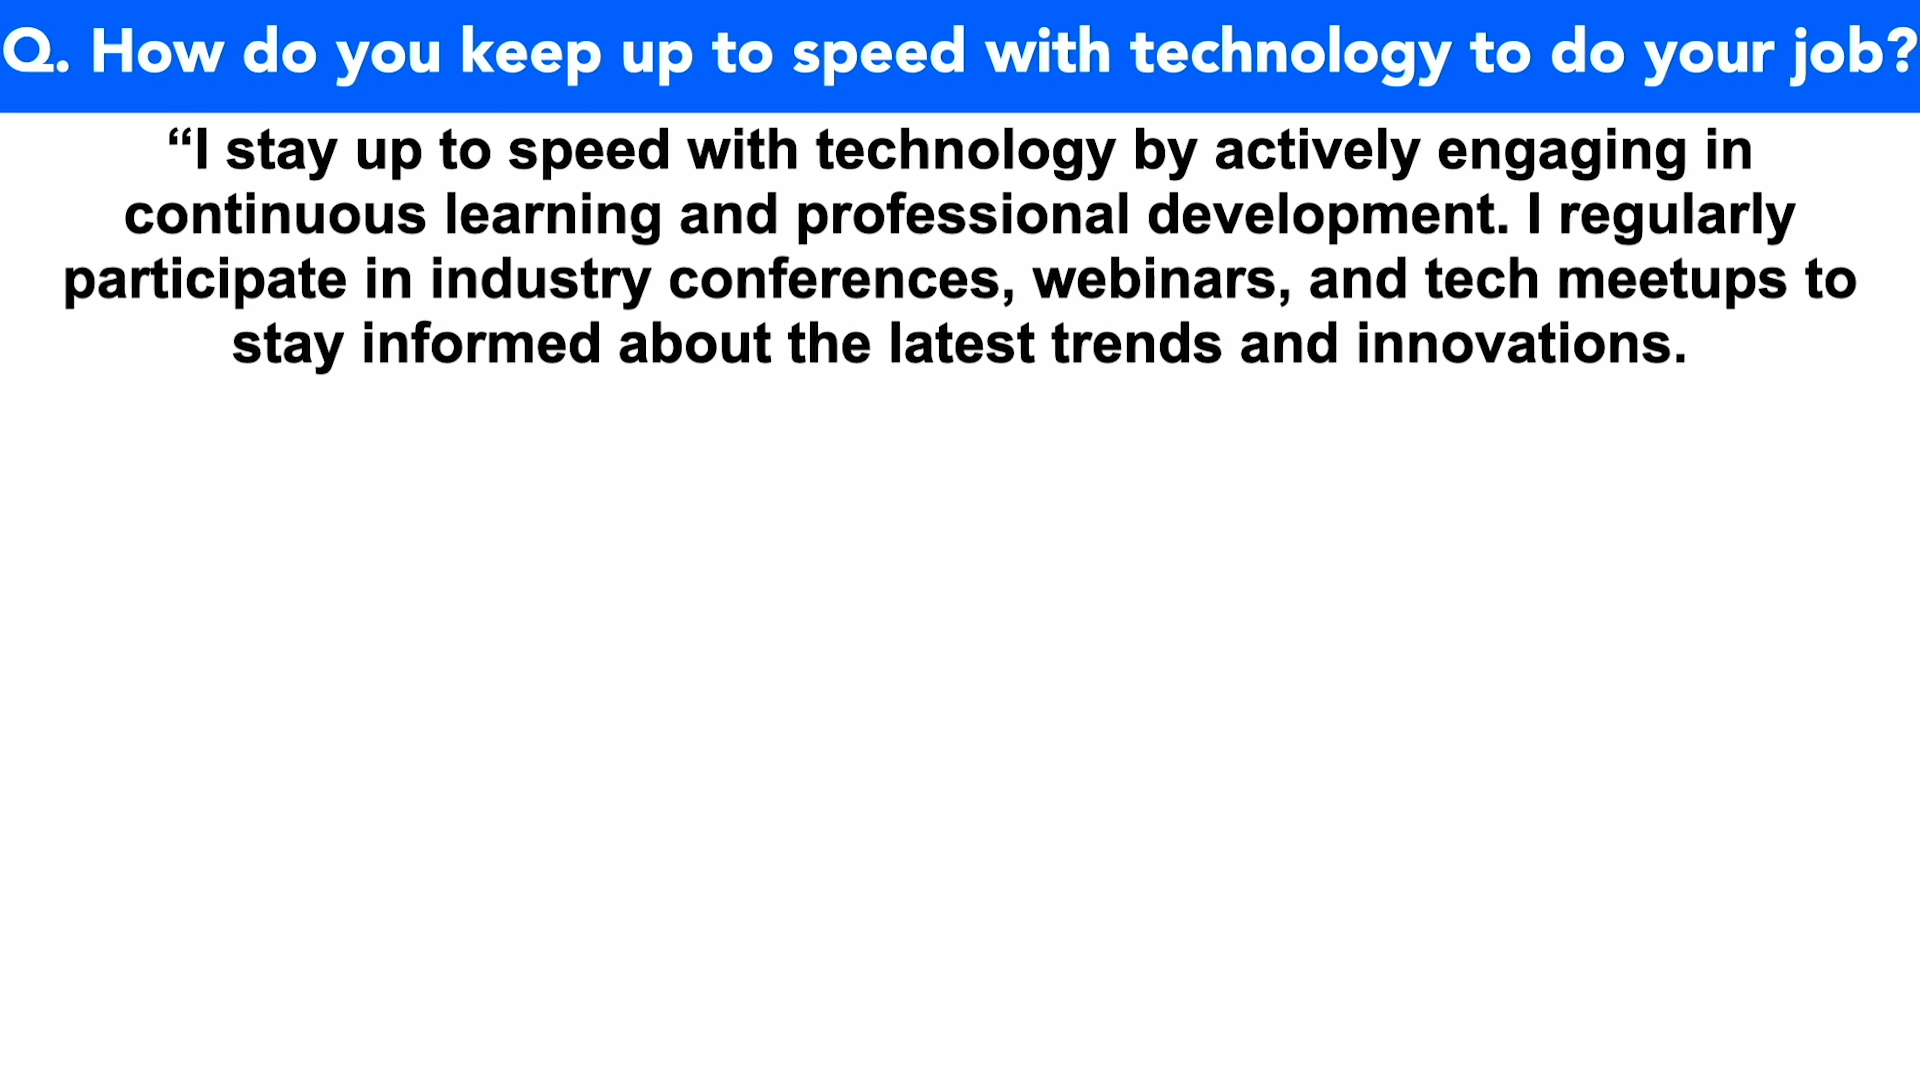 Q. How do you keep up to speed with technology to do your job?
“I stay up to speed with technology by actively engaging in
continuous learning and professional development. I regularly
participate in industry conferences, webinars, and tech meetups to
stay informed about the latest trends and innovations.